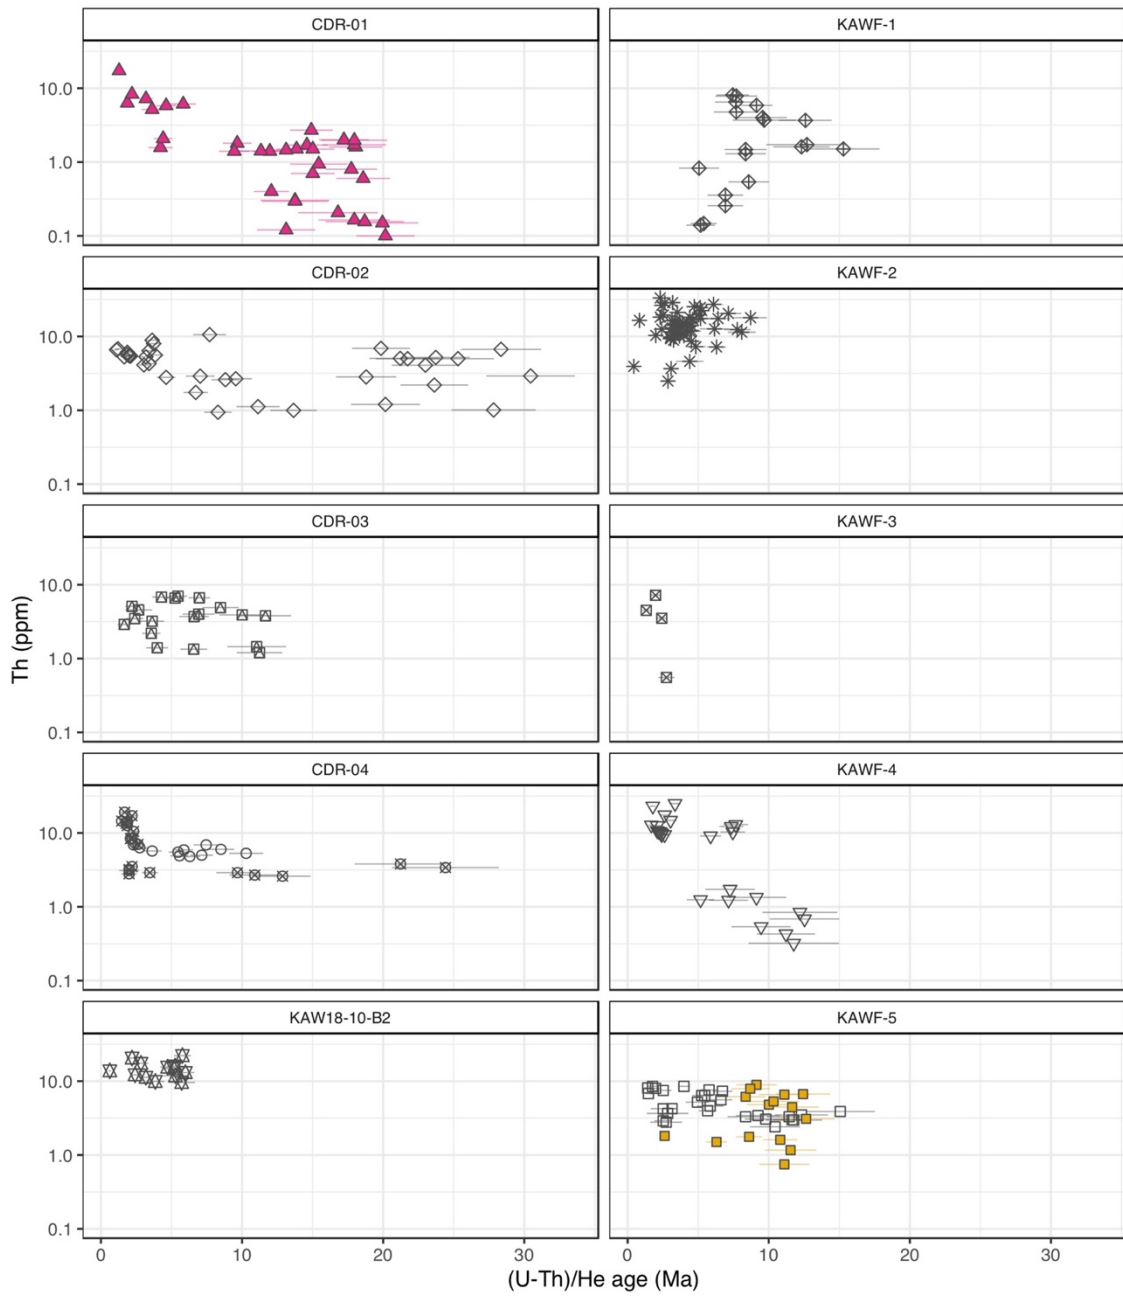 CDR-01
KAWF-1
10.0
1.0
0.1
CDR-02
KAWF-2
10.0
1.0
0.1
CDR-03
KAWF-3
10.0
1.0
0.1
Th (ppm)
CDR-04
KAWF-4
10.0
1.0
0.1
KAW18-10-B2
KAWF-5
10.0
1.0
0.1
0 10 20 30 0 10 20 30
(U-Th)/He age (Ma)